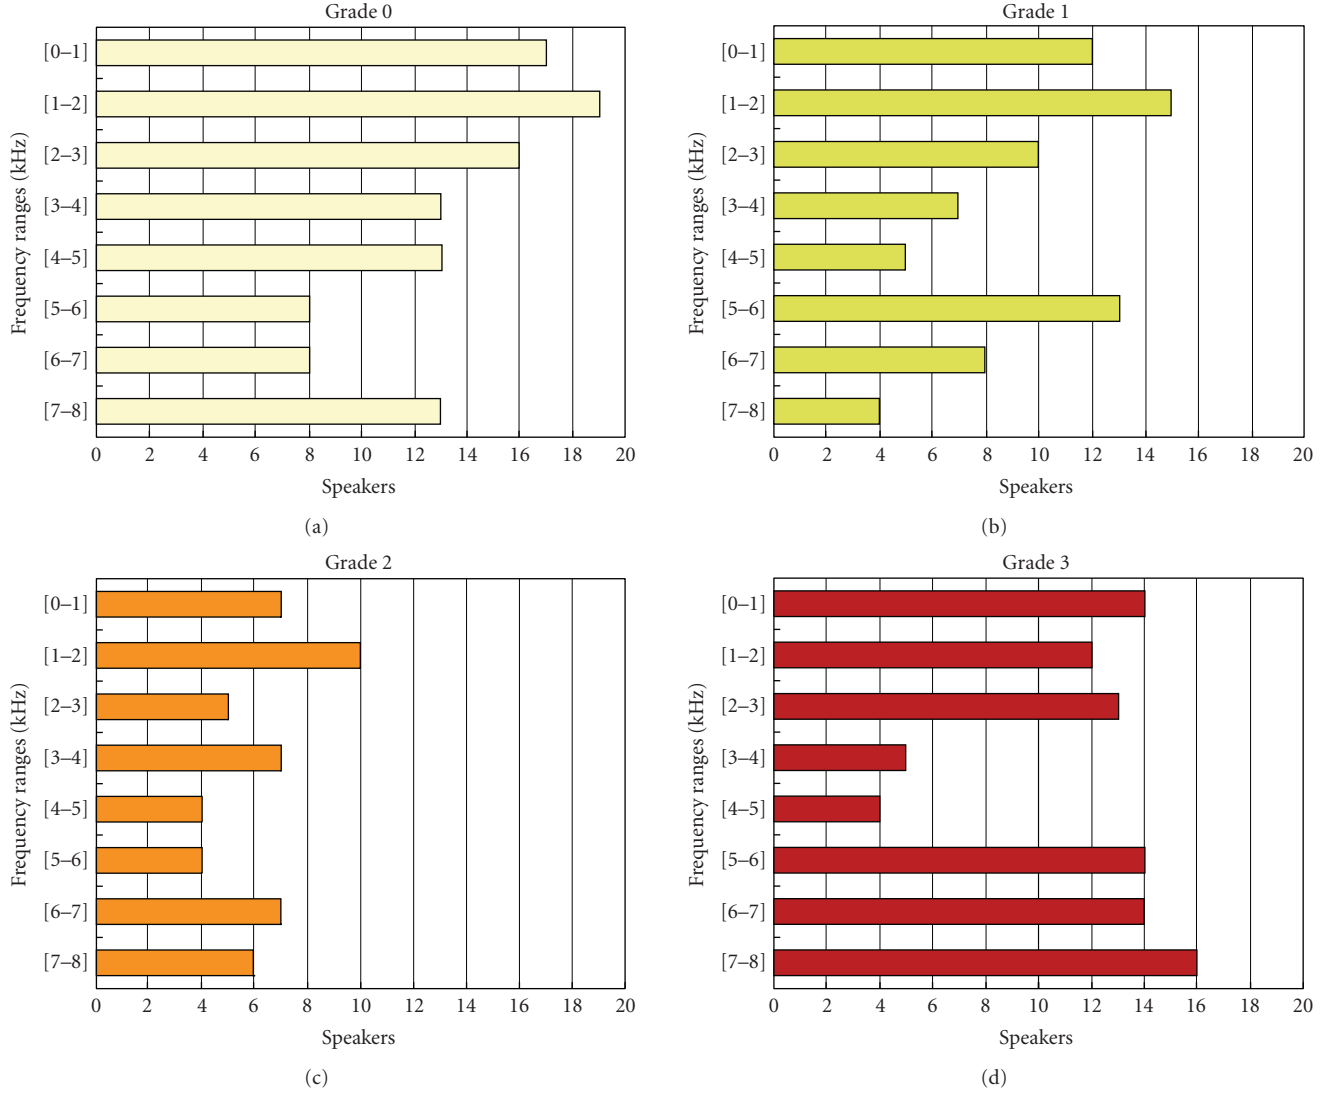 Grade 0
Frequency ranges (kHz)
[0–1]
[1–2]
[2–3]
[3–4]
[4–5]
[5–6]
[6–7]
[7–8]
0 2 4 6 8 10 12 14 16 18 20
Speakers
(a)
Grade 1
Frequency ranges (kHz)
[0–1]
[1–2]
[2–3]
[3–4]
[4–5]
[5–6]
[6–7]
[7–8]
0 2 4 6 8 10 12 14 16 18 20
Speakers
(b)
Grade 2
Frequency ranges (kHz)
[0–1]
[1–2]
[2–3]
[3–4]
[4–5]
[5–6]
[6–7]
[7–8]
0 2 4 6 8 10 12 14 16 18 20
Speakers
(c)
Grade 3
Frequency ranges (kHz)
[0–1]
[1–2]
[2–3]
[3–4]
[4–5]
[5–6]
[6–7]
[7–8]
0 2 4 6 8 10 12 14 16 18 20
Speakers
(d)